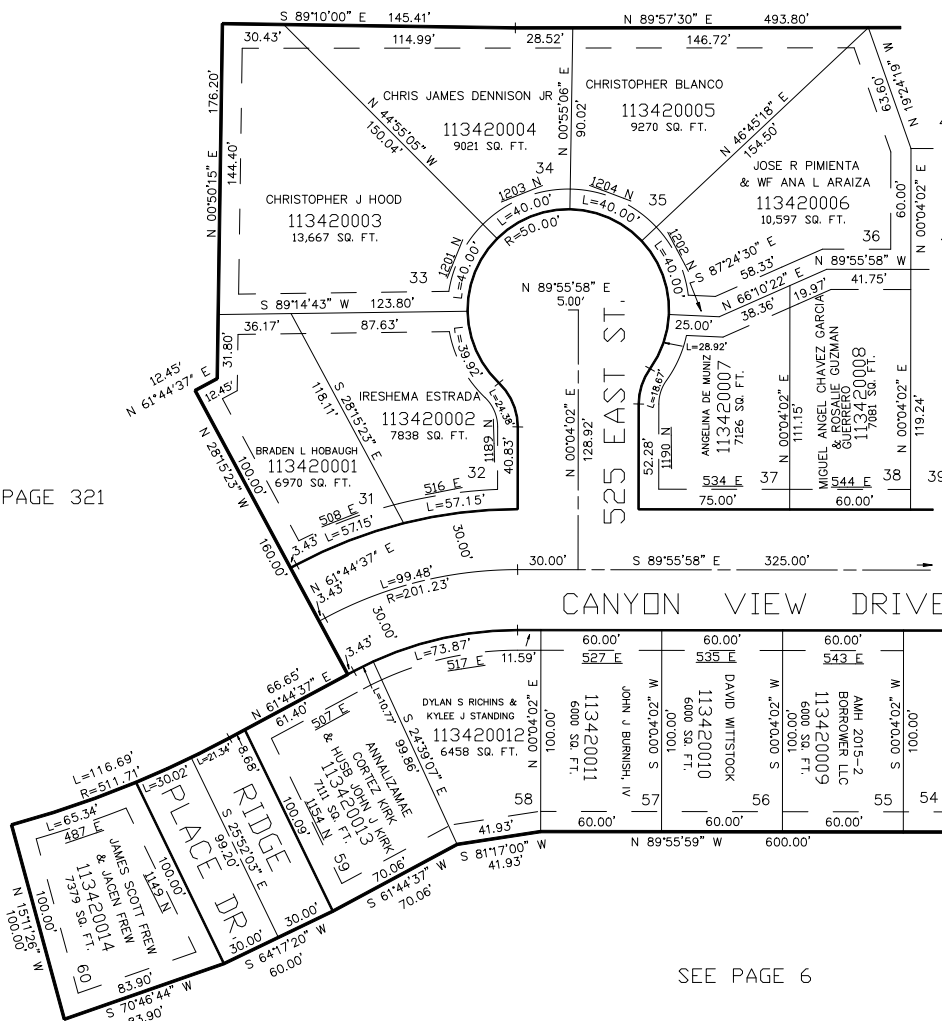 S 89°10'00" E 145.41'
N 89°57'30" E 493.80'
30.43' 114.99' 28.52' 146.72'
176.20'
N 00°50'15" E
144.40'
N 44°55'05" W
150.04'
N 00°55'06" E
90.02'
N 46°45'18" E
154.50'
N 19°24'19" W
63.60'
60.00'
N 00°04'02" E
CHRISTOPHER J HOOD
113420003
13,667 SQ. FT.
33
1201 N
L=40.00'
CHRIS JAMES DENNISON JR
113420004
9021 SQ. FT.
34
1203 N
L=40.00'
R=50.00'
CHRISTOPHER BLANCO
113420005
9270 SQ. FT.
35
1204 N
L=40.00'
JOSE R PIMIENTA
& WF ANA L ARAIZA
113420006
10,597 SQ. FT.
36
1202 N
L=40.00'
S 87°24'30" E
58.33'
N 89°55'58" W
N 66°10'22" E
41.75'
19.97'
38.36'
25.00'
L=28.92'
L=18.67'
S 89°14'43" W 123.80'
36.17' 87.63'
31.80'
12.45'
N 61°44'37" E
12.45'
N 28°15'23" W
100.00'
160.00'
S 28°15'23" E
118.11'
L=39.92'
L=24.38'
40.83'
1189 N
IRESHEMA ESTRADA
113420002
7838 SQ. FT.
32
516 E
L=57.15'
BRADEN L HOBAUGH
113420001
6970 SQ. FT.
31
508 E
L=57.15'
3.43'
N 89°55'58" E
5.00'
N 00°04'02" E
128.92'
525 EAST ST.
52.28'
1190 N
ANGELINA DE MUNIZ
113420007
7126 SQ. FT.
37
534 E
75.00'
N 00°04'02" E
111.15'
MIGUEL ANGEL CHAVEZ GARCIA
& ROSALIE GUZMAN
GUERRERO
113420008
7081 SQ. FT.
38
544 E
60.00'
N 00°04'02" E
119.24'
39
PAGE 321
N 61°44'37" E
3.43'
30.00'
L=99.48'
R=201.23'
30.00'
30.00'
S 89°55'58" E 325.00'
CANYON VIEW DRIVE
3.43'
66.65'
N 61°44'37" E
61.40'
L=73.87'
517 E
11.59'
L=10.77'
DYLAN S RICHINS &
KYLEE J STANDING
113420012
6458 SQ. FT.
58
41.93'
S 81°17'00" W
41.93'
S 24°39'07" E
99.86'
N 00°04'02" E
100.00'
60.00'
527 E
JOHN J BURNISH, IV
113420011
6000 SQ. FT.
57
60.00'
S 00°04'02" W
100.00'
60.00'
535 E
DAVID WITTSTOCK
113420010
6000 SQ. FT.
56
60.00'
S 00°04'02" W
100.00'
60.00'
543 E
AMH 2015-2
BORROWER LLC
113420009
6000 SQ. FT.
55
60.00'
S 00°04'02" W
100.00'
54
N 89°55'59" W 600.00'
507 E
ANNALIZAMAE
CORTEZ KIRK
& HUSB JOHN J KIRK
113420013
7111 SQ. FT.
1154 N
59
70.06'
S 61°44'37" W
70.06'
8.68'
100.09'
L=21.34'
L=30.02'
RIDGE
PLACE DR.
S 25°52'03" E
99.20'
30.00'
30.00'
S 64°17'20" W
60.00'
L=116.69'
R=511.71'
L=65.34'
487 E
JAMES SCOTT FREW
& JACEN FREW
113420014
7379 SQ. FT.
1149 N
100.00'
60
N 15°11'26" W
100.00'
100.00'
83.90'
S 70°46'44" W
83.90'
SEE PAGE 6